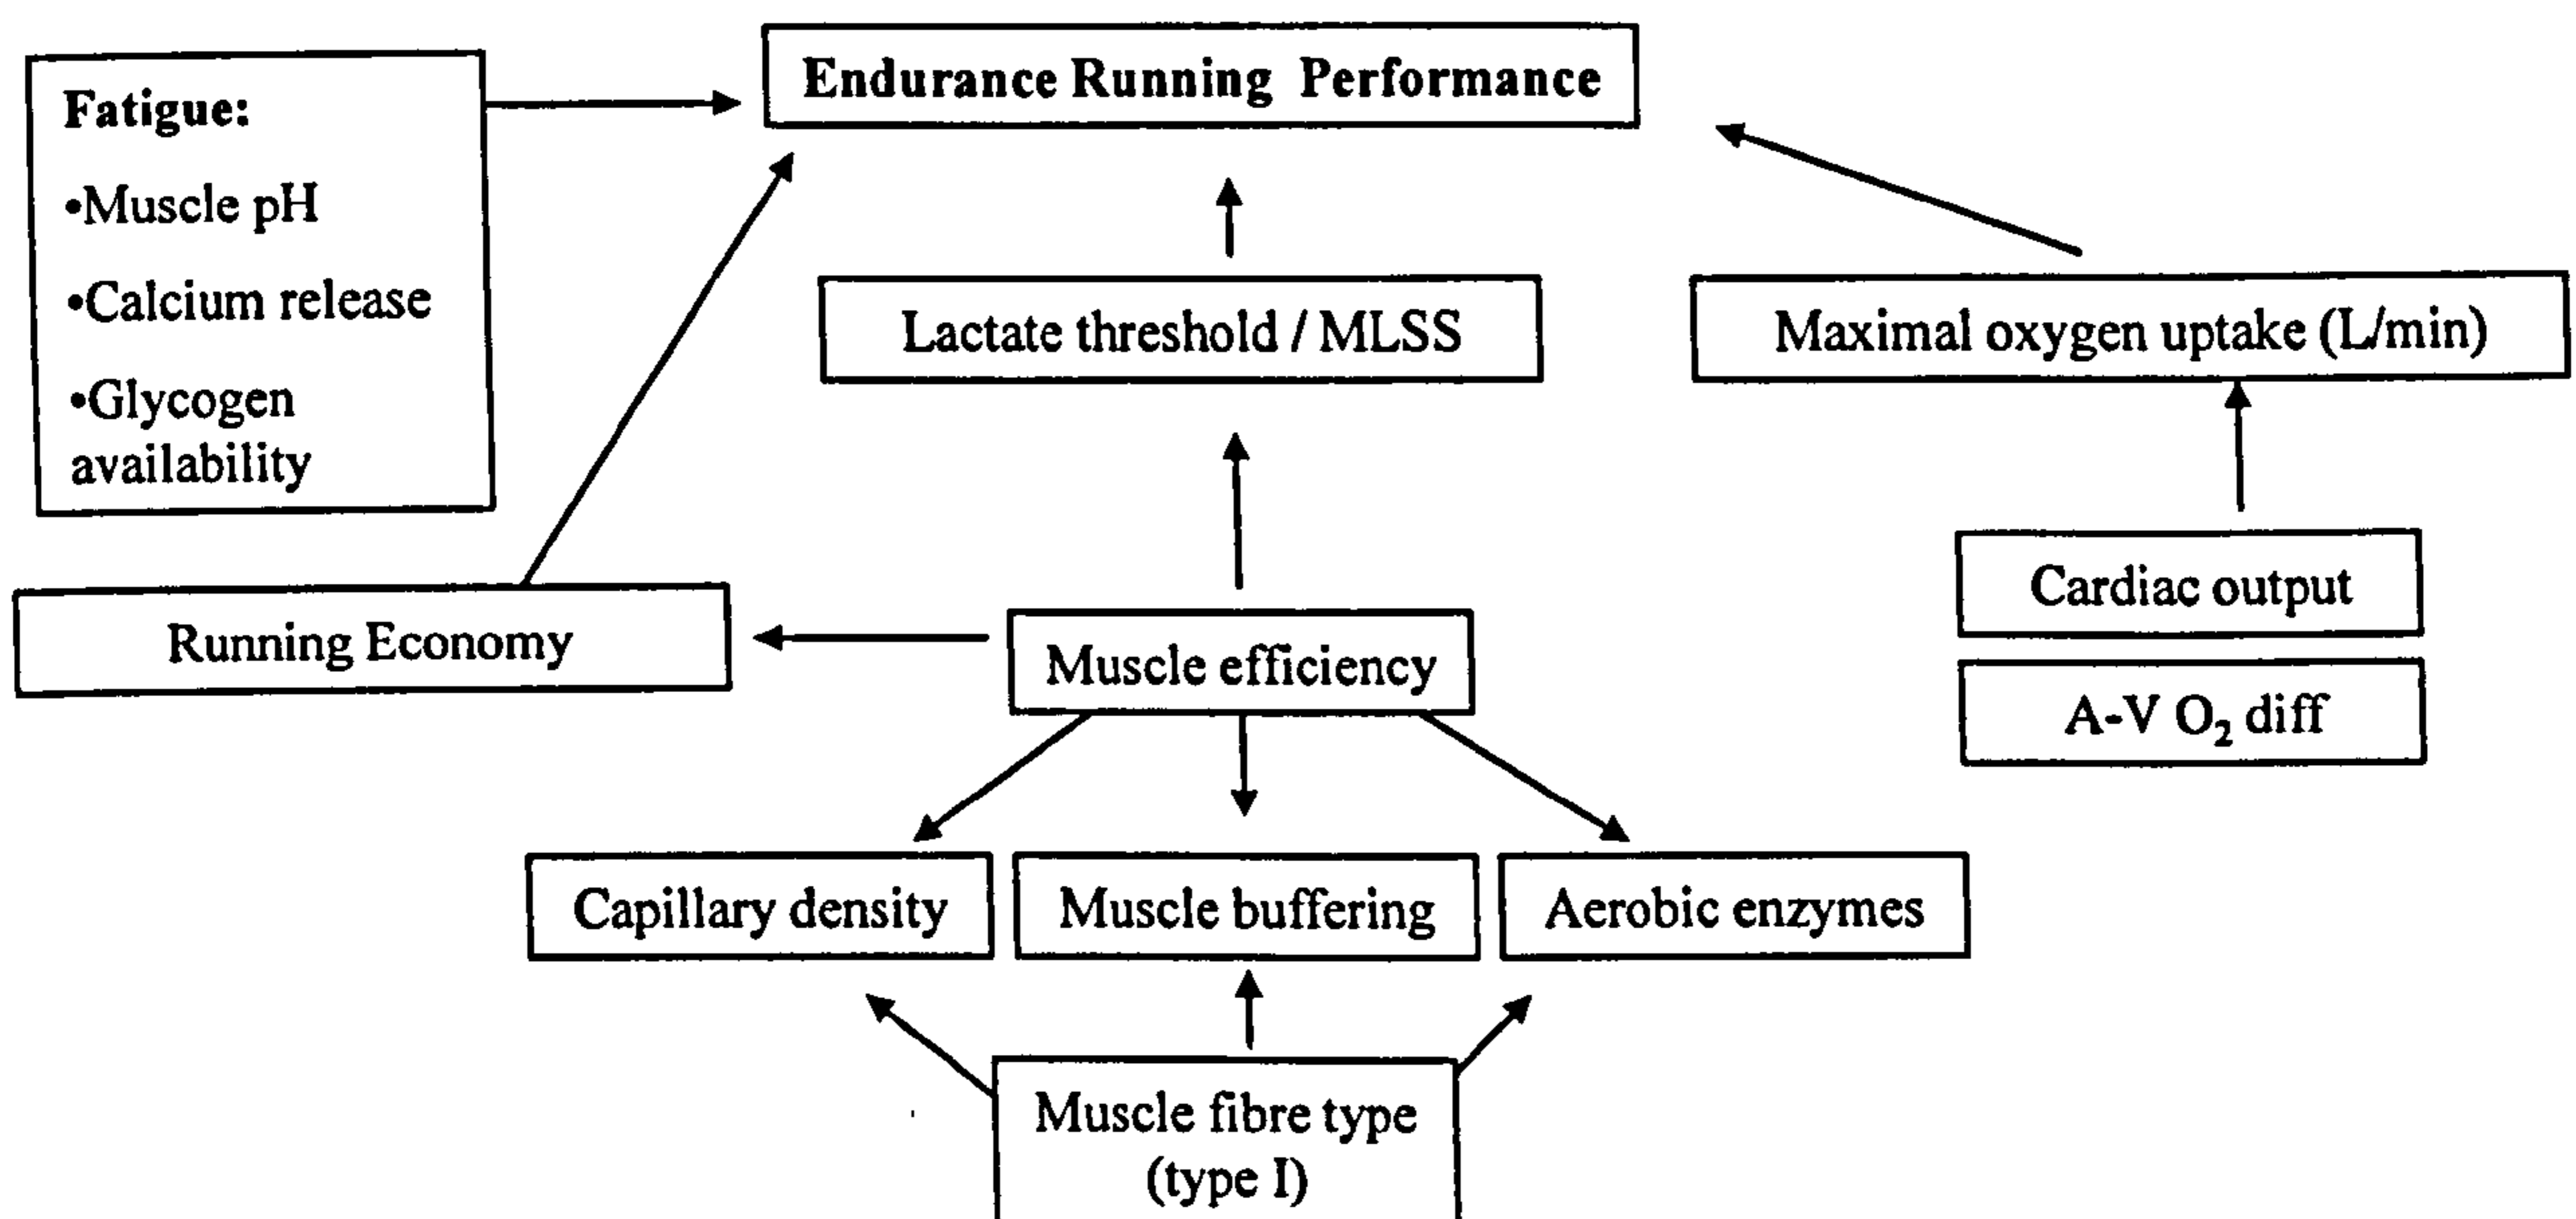 Endurance Running Performance
Fatigue:
•Muscle pH
•Calcium release
•Glycogen
availability
Lactate threshold / MLSS
Maximal oxygen uptake (L/min)
Running Economy
Muscle efficiency
Cardiac output
A-V O₂ diff
Capillary density
Muscle buffering
Aerobic enzymes
Muscle fibre type
(type I)